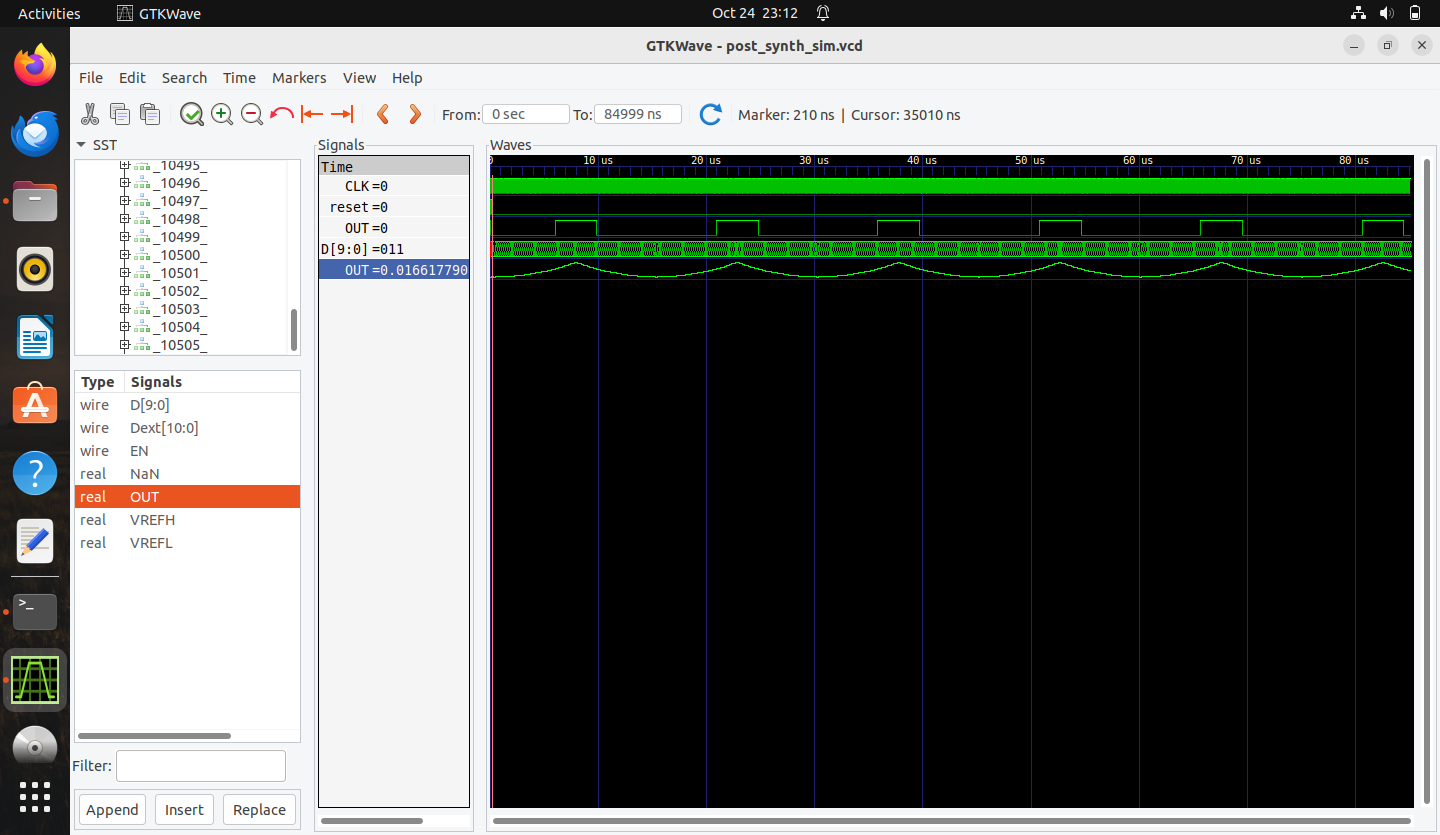 Activities GTKWave Oct 24 23:12
GTKWave - post_synth_sim.vcd
File Edit Search Time Markers View Help
From: 0 sec To: 84999 ns Marker: 210 ns | Cursor: 35010 ns
SST
_10495_
_10496_
_10497_
_10498_
_10499_
_10500_
_10501_
_10502_
_10503_
_10504_
_10505_
Type Signals
wire D[9:0]
wire Dext[10:0]
wire EN
real NaN
real OUT
real VREFH
real VREFL
Filter:
Append Insert Replace
Signals
Time
CLK=0
reset=0
OUT=0
D[9:0]=011
OUT=0.016617790
Waves
0 10 us 20 us 30 us 40 us 50 us 60 us 70 us 80 us